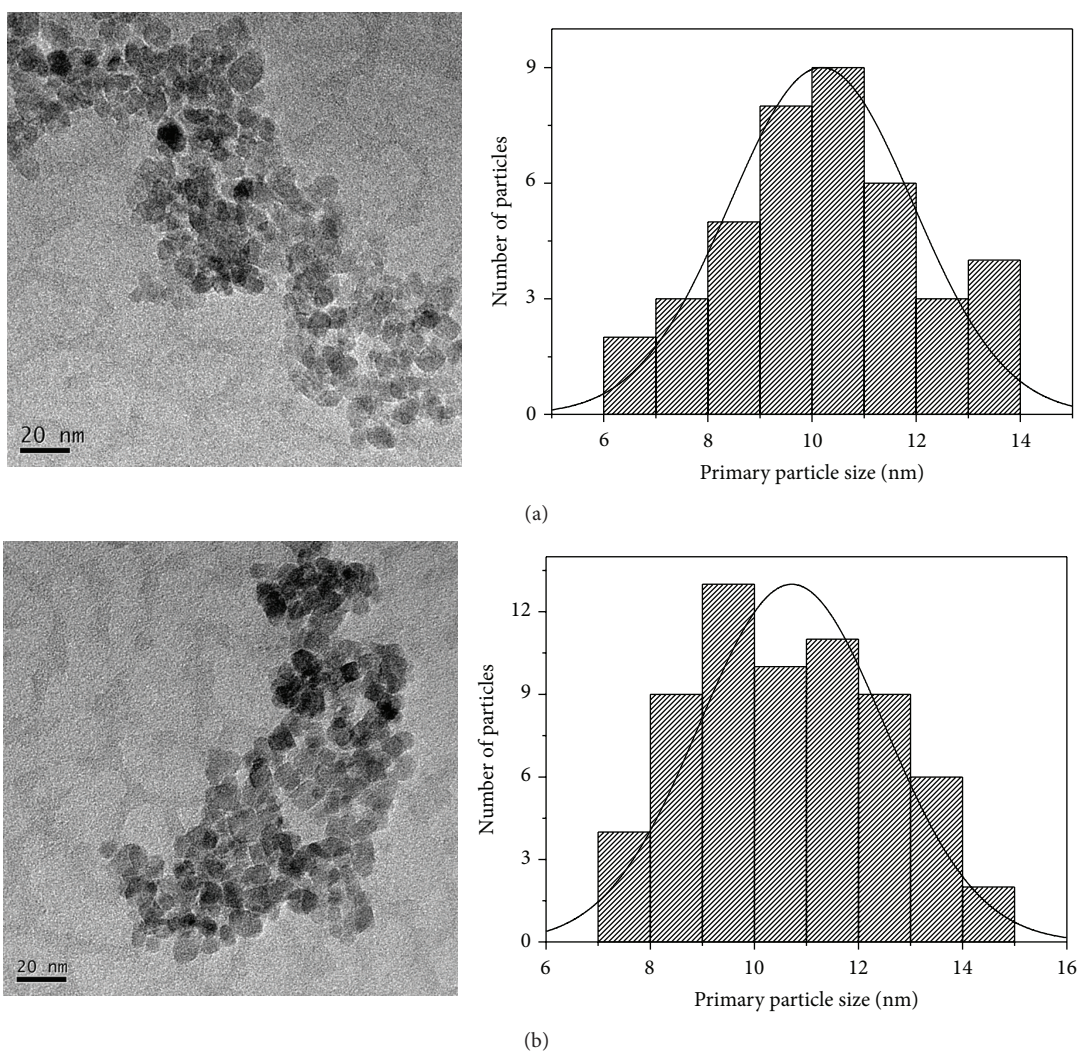 20 nm
Number of particles
9
6
3
0
6 8 10 12 14
Primary particle size (nm)
(a)
20 nm
Number of particles
12
9
6
3
0
6 8 10 12 14 16
Primary particle size (nm)
(b)